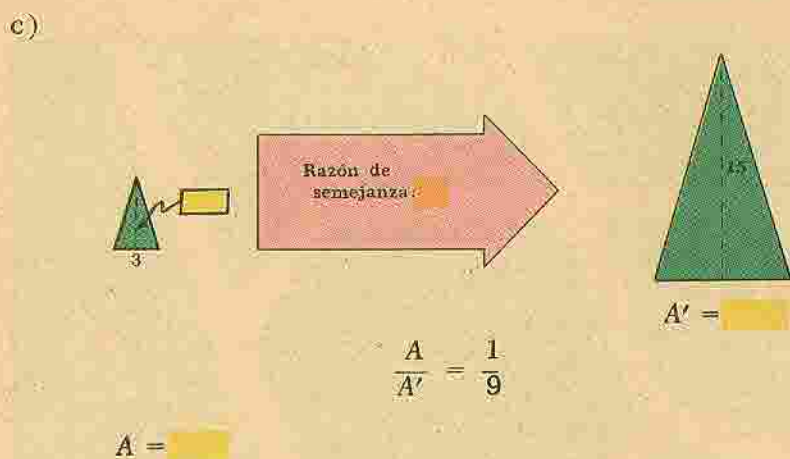 c)
Razón de
semejanza:
15
3
A' =
A/A' = 1/9
A =